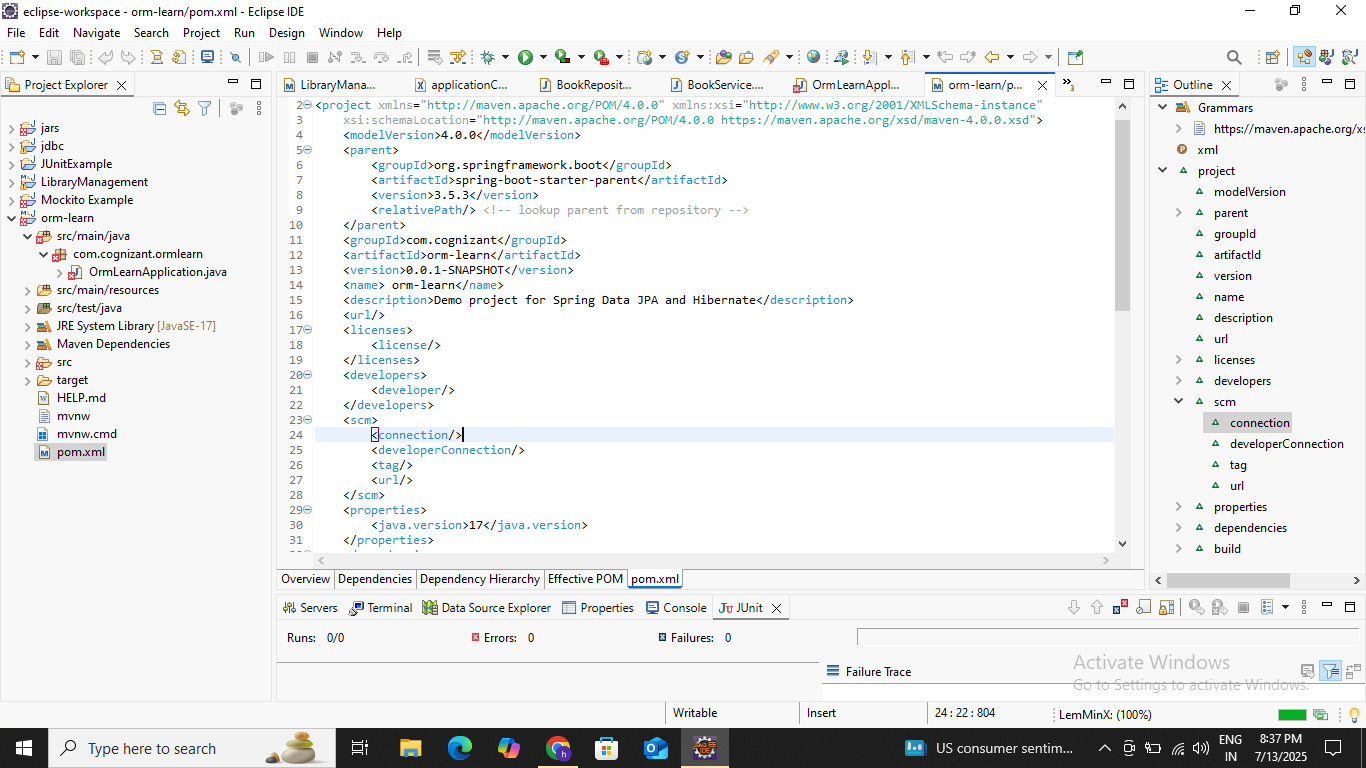 eclipse-workspace - orm-learn/pom.xml - Eclipse IDE
File Edit Navigate Search Project Run Design Window Help
Project Explorer
jars
jdbc
JUnitExample
LibraryManagement
Mockito Example
orm-learn
src/main/java
com.cognizant.ormlearn
OrmLearnApplication.java
src/main/resources
src/test/java
JRE System Library [JavaSE-17]
Maven Dependencies
src
target
HELP.md
mvnw
mvnw.cmd
pom.xml
LibraryMana... applicationC... BookReposit... BookService.... OrmLearnAppl... orm-learn/p... »3
2 <project xmlns="http://maven.apache.org/POM/4.0.0" xmlns:xsi="http://www.w3.org/2001/XMLSchema-instance"
3 xsi:schemaLocation="http://maven.apache.org/POM/4.0.0 https://maven.apache.org/xsd/maven-4.0.0.xsd">
4 <modelVersion>4.0.0</modelVersion>
5 <parent>
6 <groupId>org.springframework.boot</groupId>
7 <artifactId>spring-boot-starter-parent</artifactId>
8 <version>3.5.3</version>
9 <relativePath/> <!-- lookup parent from repository -->
10 </parent>
11 <groupId>com.cognizant</groupId>
12 <artifactId>orm-learn</artifactId>
13 <version>0.0.1-SNAPSHOT</version>
14 <name> orm-learn</name>
15 <description>Demo project for Spring Data JPA and Hibernate</description>
16 <url/>
17 <licenses>
18 <license/>
19 </licenses>
20 <developers>
21 <developer/>
22 </developers>
23 <scm>
24 <connection/>
25 <developerConnection/>
26 <tag/>
27 <url/>
28 </scm>
29 <properties>
30 <java.version>17</java.version>
31 </properties>
Overview Dependencies Dependency Hierarchy Effective POM pom.xml
Outline
Grammars
https://maven.apache.org/xs
xml
project
modelVersion
parent
groupId
artifactId
version
name
description
url
licenses
developers
scm
connection
developerConnection
tag
url
properties
dependencies
build
Servers Terminal Data Source Explorer Properties Console JUnit
Runs: 0/0 Errors: 0 Failures: 0
Failure Trace
Activate Windows
Go to Settings to activate Windows.
Writable Insert 24 : 22 : 804 LemMinX: (100%)
Type here to search
US consumer sentim...
ENG
IN
8:37 PM
7/13/2025